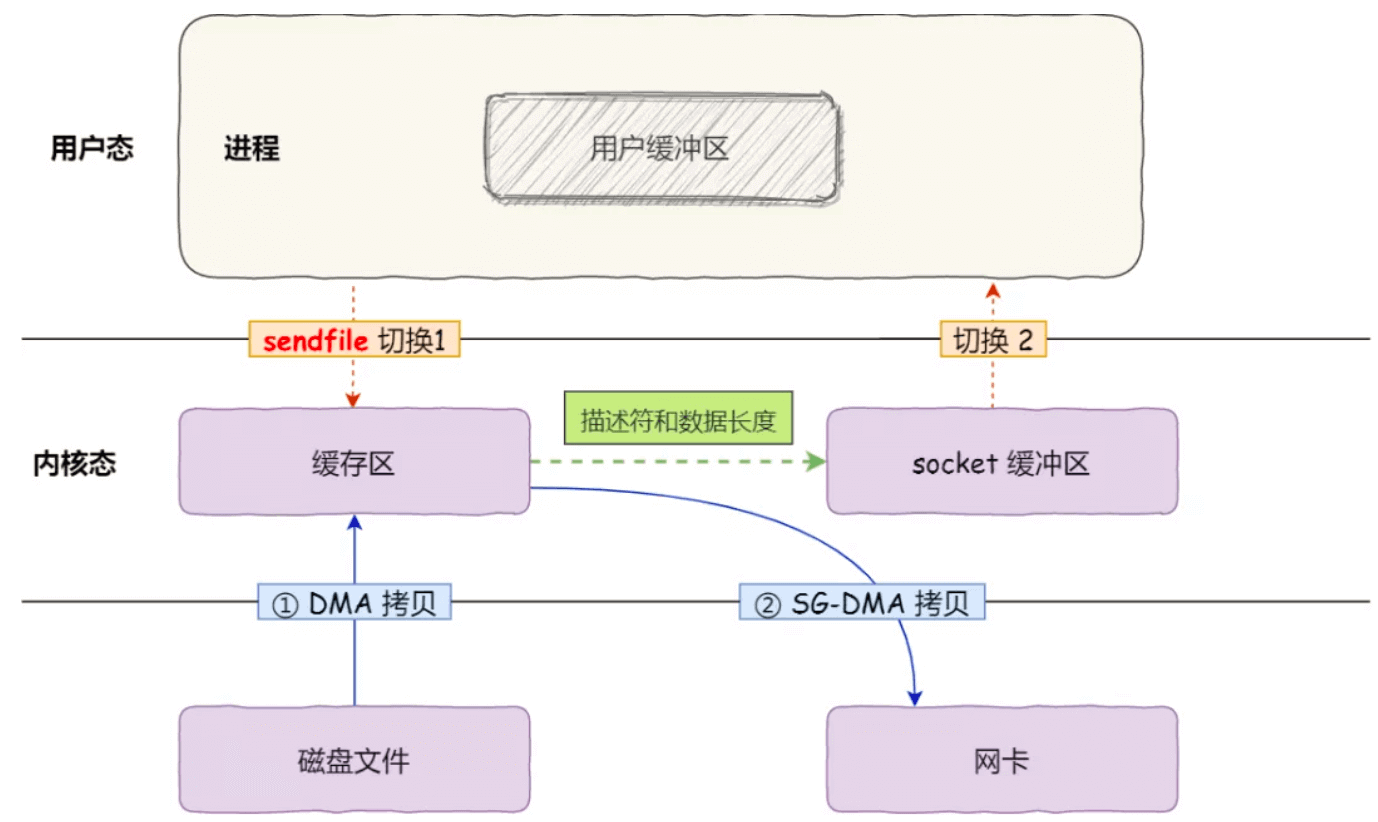 用户态
进程
用户缓冲区
sendfile 切换1
切换 2
描述符和数据长度
内核态
缓存区
socket 缓冲区
① DMA 拷贝
② SG-DMA 拷贝
磁盘文件
网卡